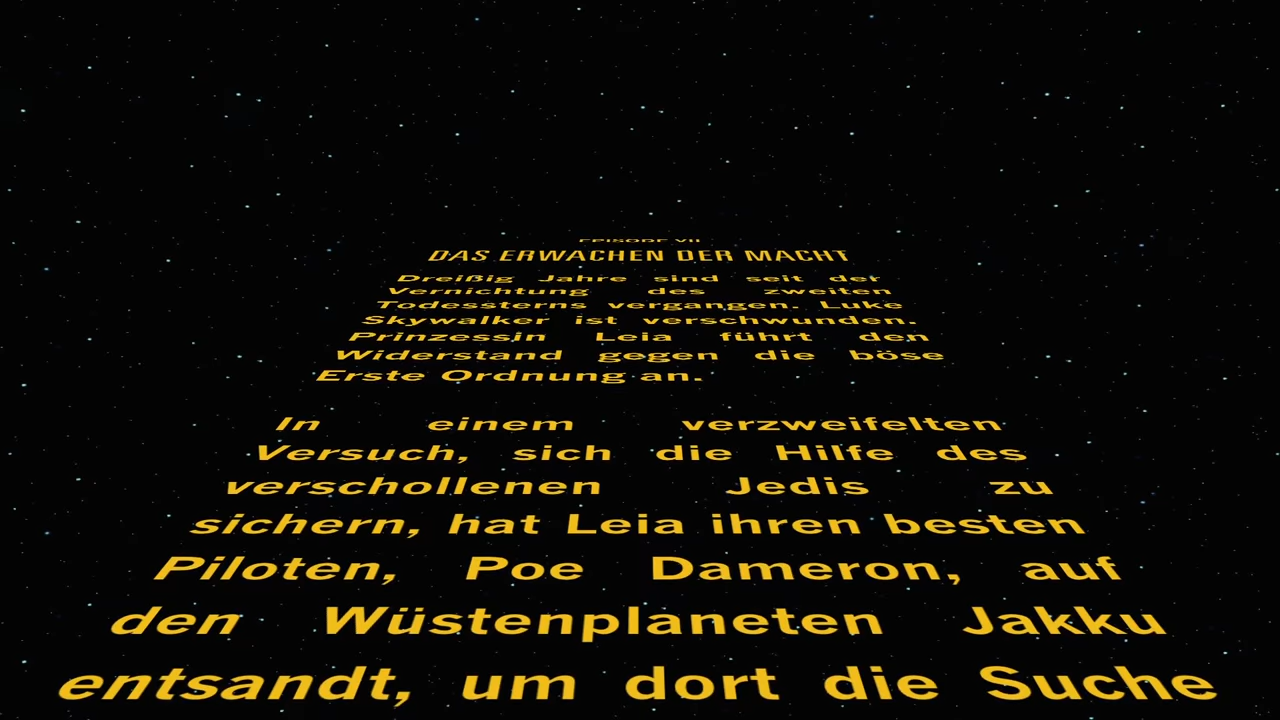 EPISODE VII
DAS ERWACHEN DER MACHT
Dreißig Jahre sind seit der
Vernichtung des zweiten
Todessterns vergangen. Luke
Skywalker ist verschwunden.
Prinzessin Leia führt den
Widerstand gegen die böse
Erste Ordnung an.
In einem verzweifelten
Versuch, sich die Hilfe des
verschollenen Jedis zu
sichern, hat Leia ihren besten
Piloten, Poe Dameron, auf
den Wüstenplaneten Jakku
entsandt, um dort die Suche